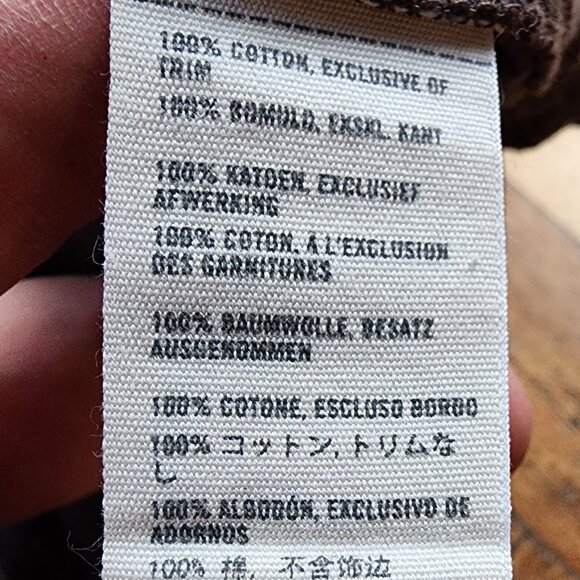 100% COTTON, EXCLUSIVE OF
TRIM
100% BOMULD, EKSKL. KANT
100% KATOEN, EXCLUSIEF
AFWERKING
100% COTON, À L'EXCLUSION
DES GARNITURES
100% BAUMWOLLE, BESATZ
AUSGENOMMEN
100% COTONE, ESCLUSO BORDO
100% コットン, トリムな
し
100% ALGODÓN, EXCLUSIVO DE
ADORNOS
100% 棉, 不含饰边